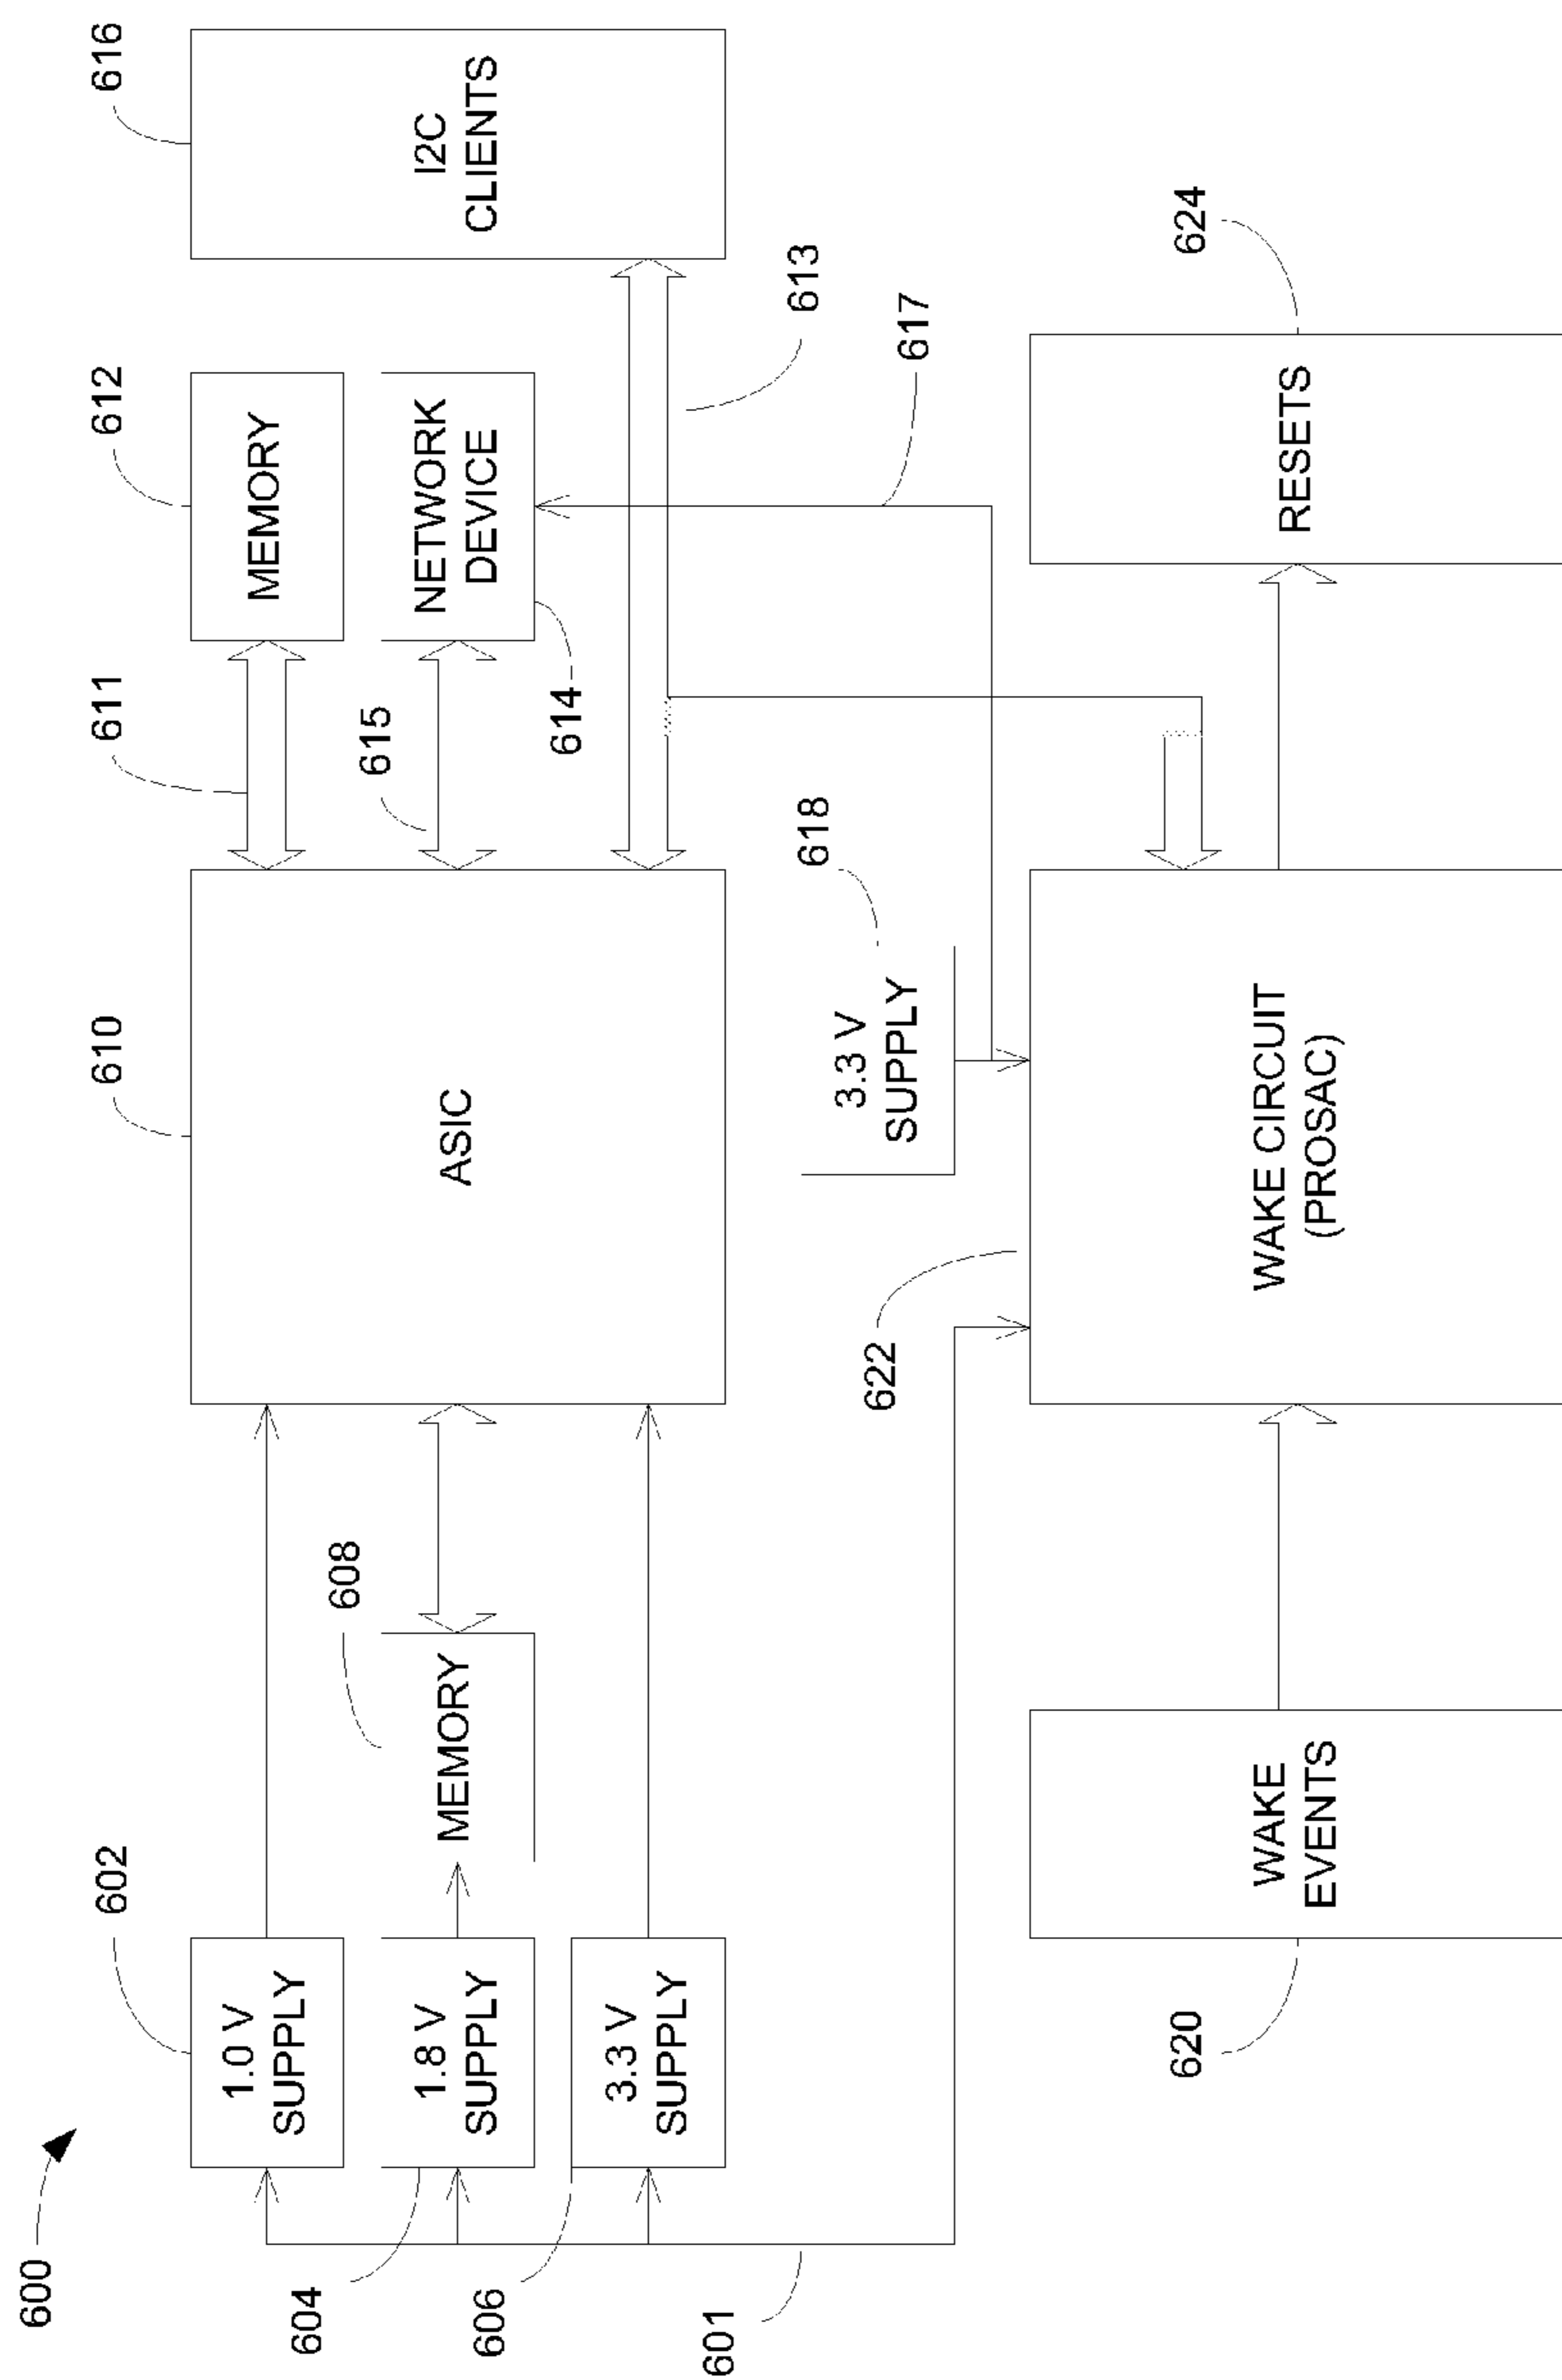 600
602
1.0 V
SUPPLY
604
1.8 V
SUPPLY
606
3.3 V
SUPPLY
601
608
MEMORY
610
ASIC
611
612
MEMORY
615
NETWORK
DEVICE
614
616
I2C
CLIENTS
613
617
618
3.3 V
SUPPLY
620
WAKE
EVENTS
622
WAKE CIRCUIT
(PROSAC)
624
RESETS